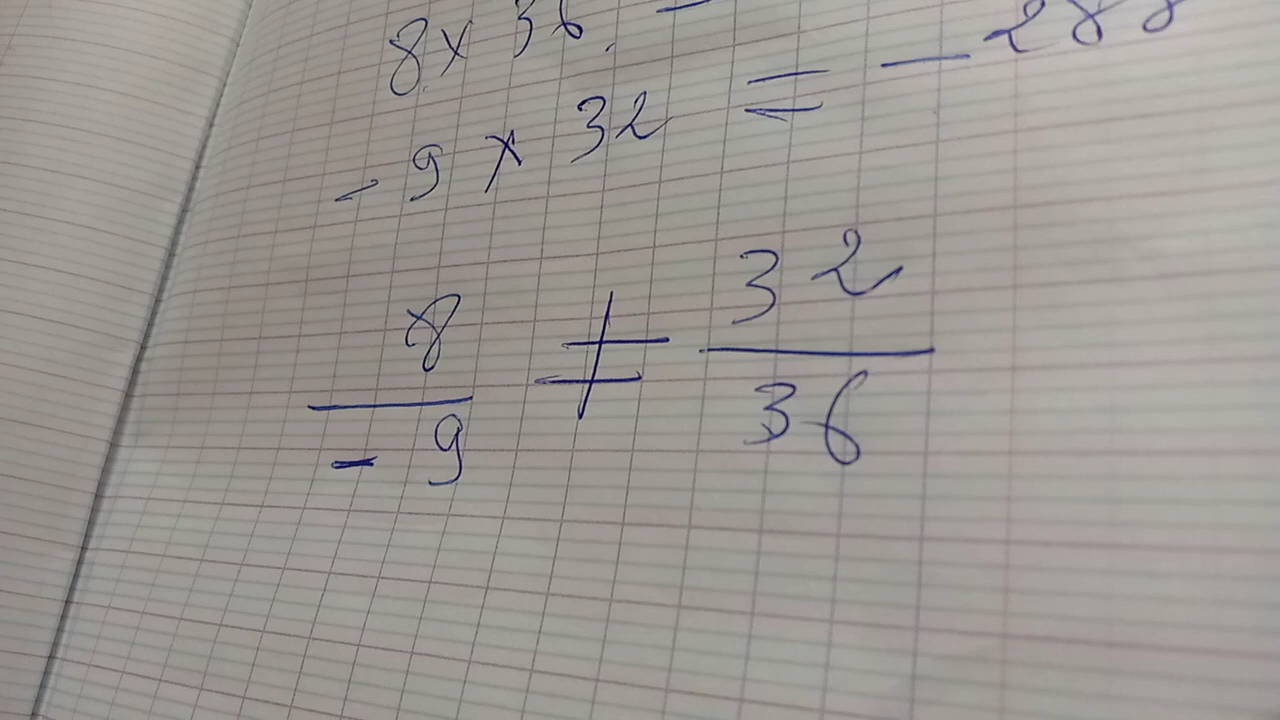 8 x 36 =
- 9 x 32 = - 288
8/-9 ≠ 32/36